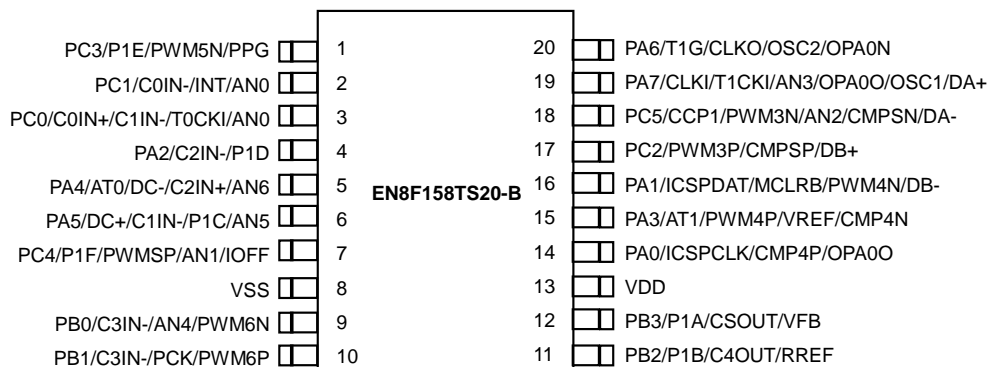 PC3/P1E/PWM5N/PPG 1 20 PA6/T1G/CLKO/OSC2/OPA0N
PC1/C0IN-/INT/AN0 2 19 PA7/CLKI/T1CKI/AN3/OPA0O/OSC1/DA+
PC0/C0IN+/C1IN-/T0CKI/AN0 3 18 PC5/CCP1/PWM3N/AN2/CMPSN/DA-
PA2/C2IN-/P1D 4 17 PC2/PWM3P/CMPSP/DB+
PA4/AT0/DC-/C2IN+/AN6 5 EN8F158TS20-B 16 PA1/ICSPDAT/MCLRB/PWM4N/DB-
PA5/DC+/C1IN-/P1C/AN5 6 15 PA3/AT1/PWM4P/VREF/CMP4N
PC4/P1F/PWMSP/AN1/IOFF 7 14 PA0/ICSPCLK/CMP4P/OPA0O
VSS 8 13 VDD
PB0/C3IN-/AN4/PWM6N 9 12 PB3/P1A/CSOUT/VFB
PB1/C3IN-/PCK/PWM6P 10 11 PB2/P1B/C4OUT/RREF